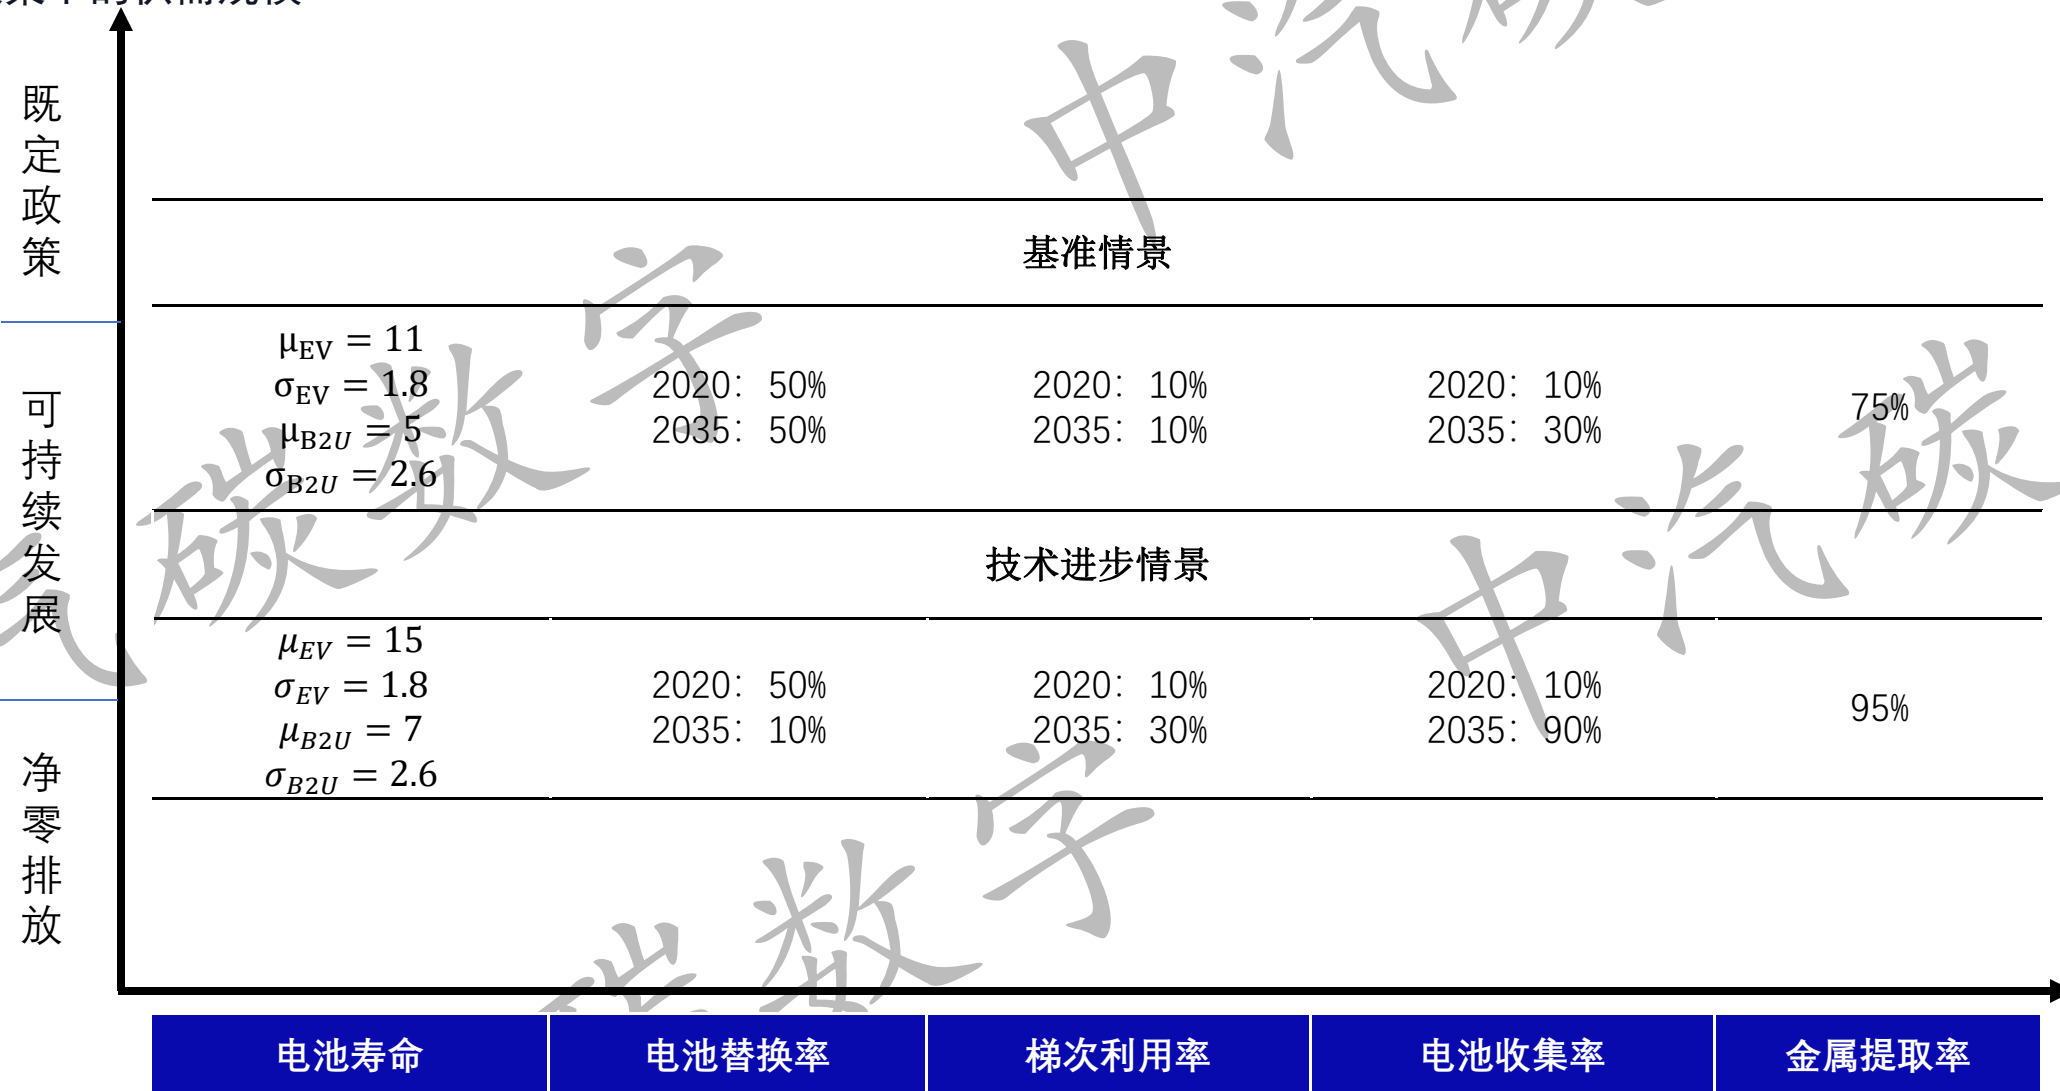 既定政策
可持续发展
净零排放
基准情景
μEV = 11
σEV = 1.8
μB2U = 5
σB2U = 2.6
2020：50%
2035：50%
2020：10%
2035：10%
2020：10%
2035：30%
75%
技术进步情景
μEV = 15
σEV = 1.8
μB2U = 7
σB2U = 2.6
2020：50%
2035：10%
2020：10%
2035：30%
2020：10%
2035：90%
95%
电池寿命
电池替换率
梯次利用率
电池收集率
金属提取率
中汽碳
汽碳数字
中汽碳
碳数字